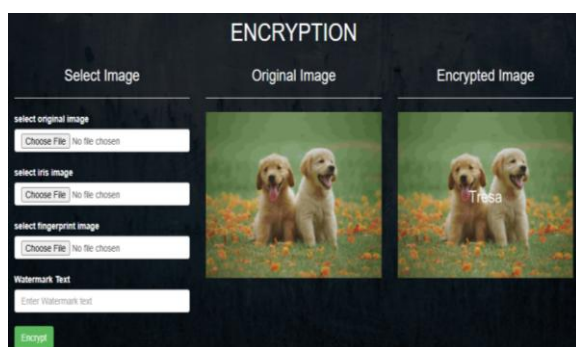 ENCRYPTION
Select Image
Original Image
Encrypted Image
select original image
Choose File No file chosen
select iris image
Choose File No file chosen
select fingerprint image
Choose File No file chosen
Watermark Text
Enter Watermark text
Encrypt
Tresa